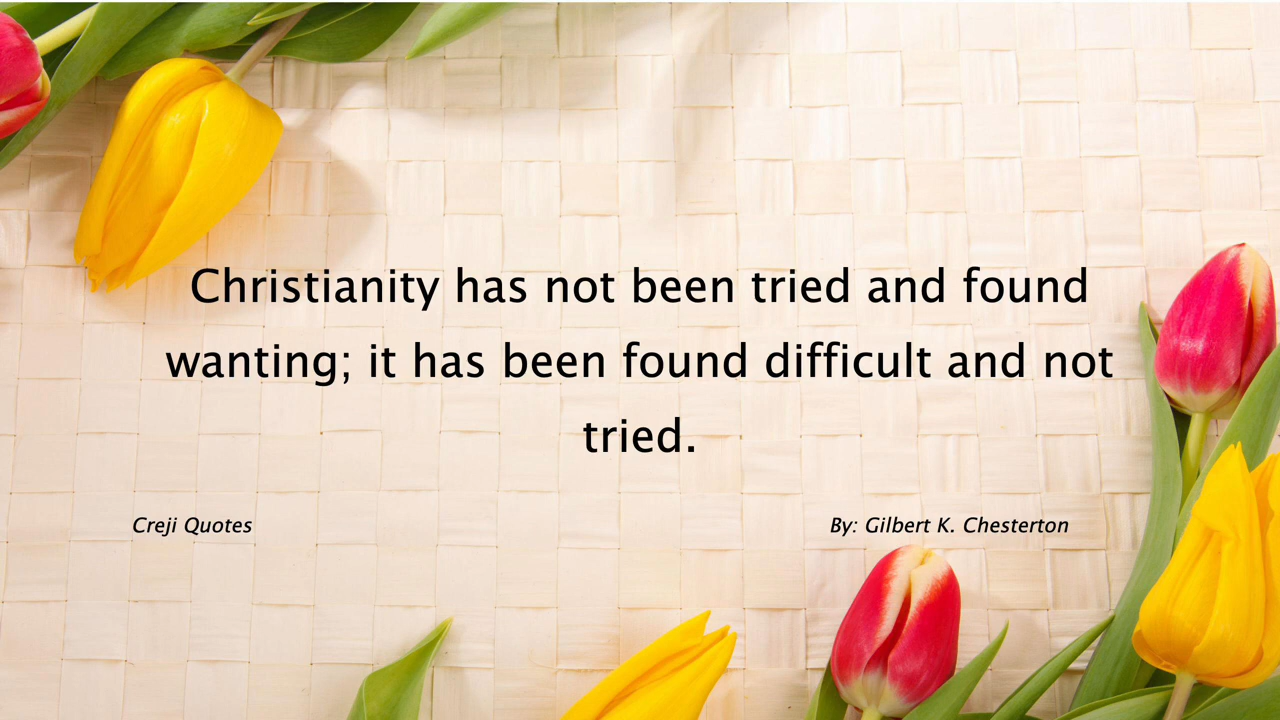 Christianity has not been tried and found
wanting; it has been found difficult and not
tried.
Creji Quotes
By: Gilbert K. Chesterton